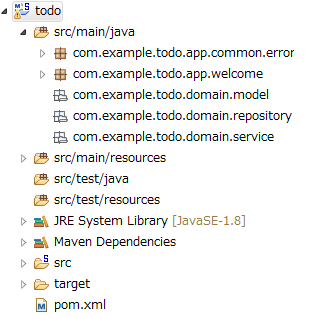 todo
src/main/java
com.example.todo.app.common.error
com.example.todo.app.welcome
com.example.todo.domain.model
com.example.todo.domain.repository
com.example.todo.domain.service
src/main/resources
src/test/java
src/test/resources
JRE System Library [JavaSE-1.8]
Maven Dependencies
src
target
pom.xml